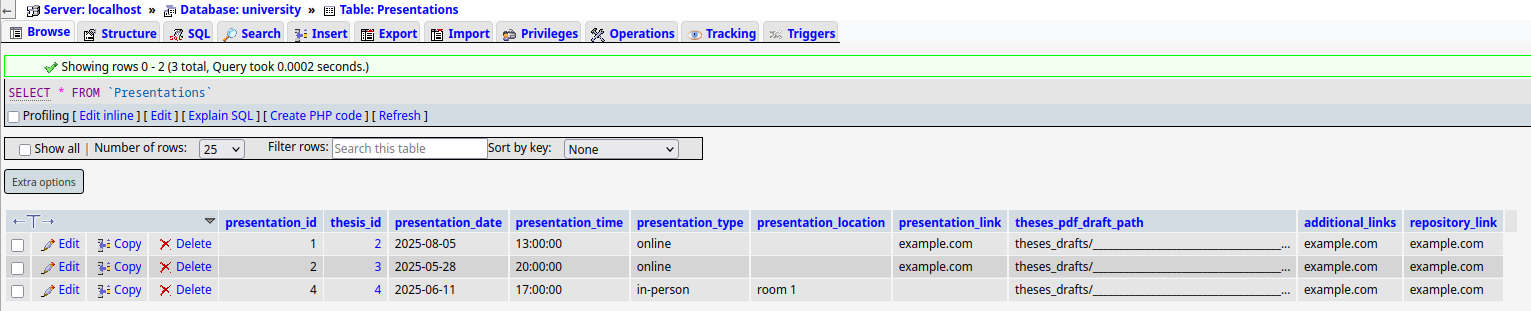 ← Server: localhost » Database: university » Table: Presentations
Browse Structure SQL Search Insert Export Import Privileges Operations Tracking Triggers
Showing rows 0 - 2 (3 total, Query took 0.0002 seconds.)
SELECT * FROM `Presentations`
Profiling [ Edit inline ] [ Edit ] [ Explain SQL ] [ Create PHP code ] [ Refresh ]
Show all | Number of rows: 25 Filter rows: Search this table Sort by key: None
Extra options
←T→ presentation_id thesis_id presentation_date presentation_time presentation_type presentation_location presentation_link theses_pdf_draft_path additional_links repository_link
Edit Copy Delete 1 2 2025-08-05 13:00:00 online example.com theses_drafts/___________________________________... example.com example.com
Edit Copy Delete 2 3 2025-05-28 20:00:00 online example.com theses_drafts/___________________________________... example.com example.com
Edit Copy Delete 4 4 2025-06-11 17:00:00 in-person room 1 theses_drafts/___________________________________... example.com example.com